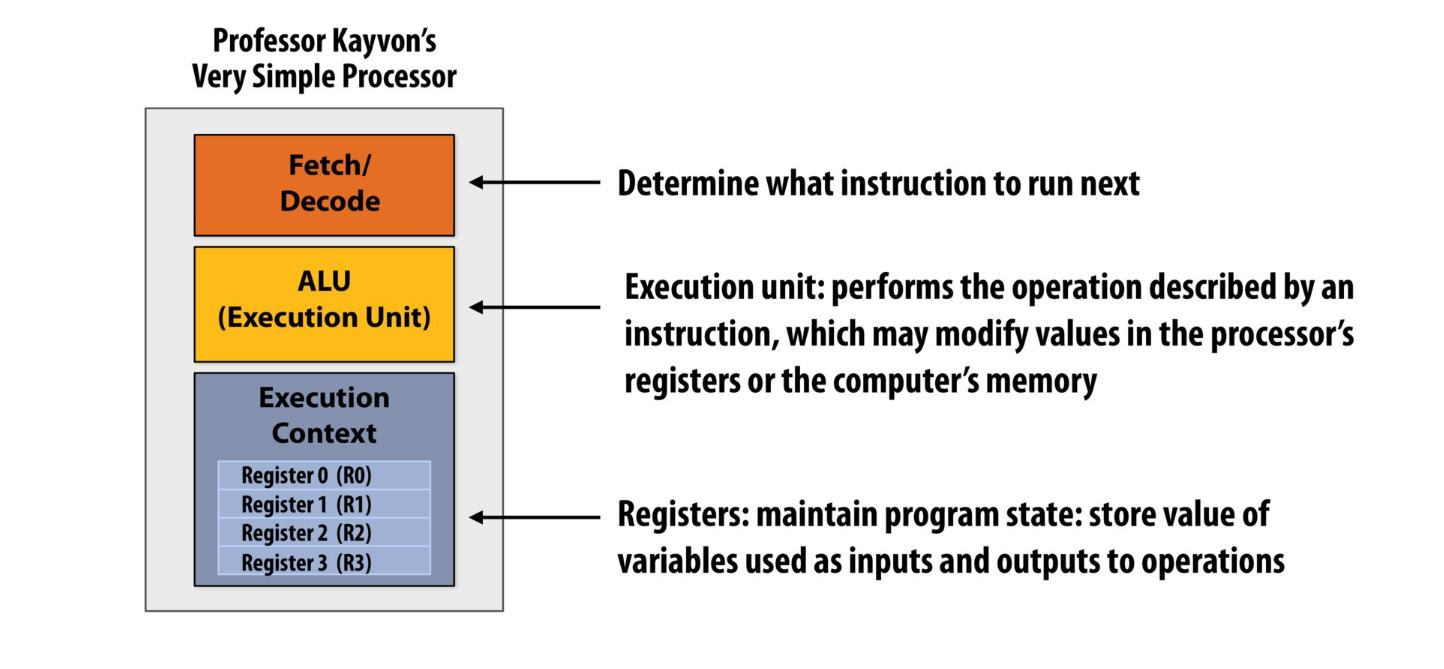 Professor Kayvon’s
Very Simple Processor
Fetch/
Decode
Determine what instruction to run next
ALU
(Execution Unit)
Execution unit: performs the operation described by an
instruction, which may modify values in the processor’s
registers or the computer’s memory
Execution
Context
Register 0 (R0)
Register 1 (R1)
Register 2 (R2)
Register 3 (R3)
Registers: maintain program state: store value of
variables used as inputs and outputs to operations